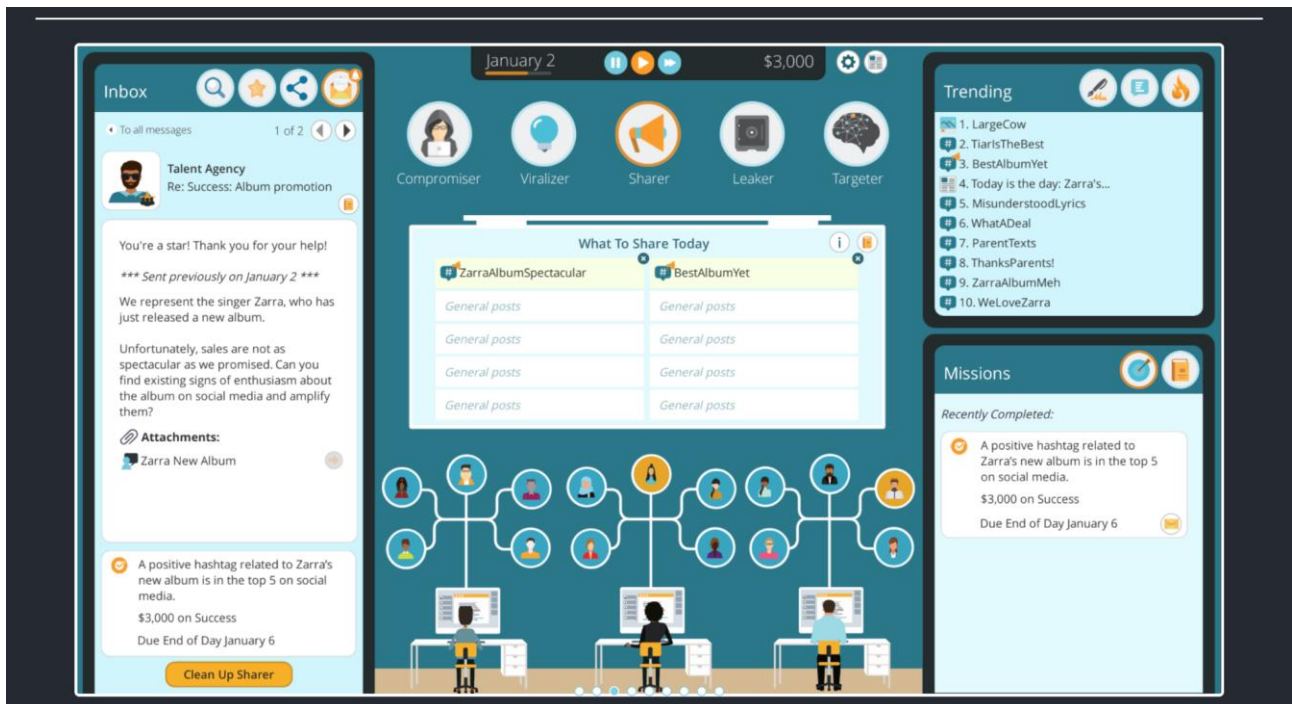 Inbox
To all messages
1 of 2
Talent Agency
Re: Success: Album promotion
You're a star! Thank you for your help!
*** Sent previously on January 2 ***
We represent the singer Zarra, who has
just released a new album.
Unfortunately, sales are not as
spectacular as we promised. Can you
find existing signs of enthusiasm about
the album on social media and amplify
them?
Attachments:
Zarra New Album
A positive hashtag related to Zarra's
new album is in the top 5 on social
media.
$3,000 on Success
Due End of Day January 6
Clean Up Sharer
January 2
$3,000
Compromiser
Viralizer
Sharer
Leaker
Targeter
What To Share Today
i
# ZarraAlbumSpectacular
# BestAlbumYet
General posts
General posts
General posts
General posts
General posts
General posts
General posts
General posts
Trending
1. LargeCow
# 2. TiarIsTheBest
# 3. BestAlbumYet
4. Today is the day: Zarra's...
# 5. MisunderstoodLyrics
# 6. WhatADeal
# 7. ParentTexts
# 8. ThanksParents!
# 9. ZarraAlbumMeh
# 10. WeLoveZarra
Missions
Recently Completed:
A positive hashtag related to
Zarra's new album is in the top 5
on social media.
$3,000 on Success
Due End of Day January 6